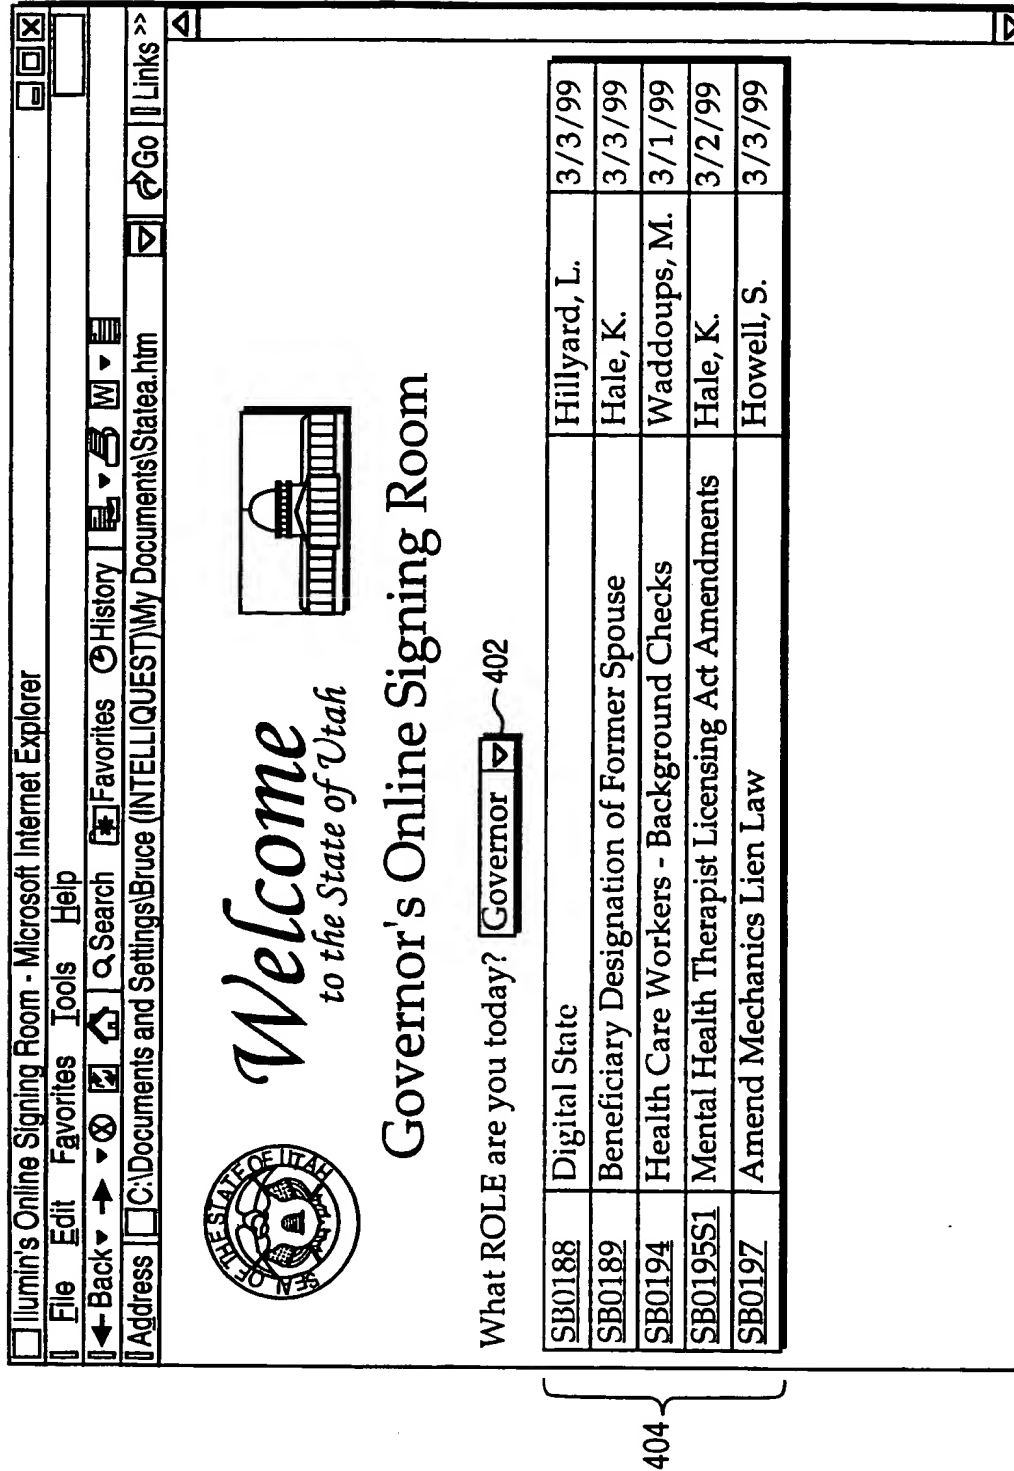 Ilumin's Online Signing Room - Microsoft Internet Explorer
File Edit Favorites Tools Help
Back Search Favorites History W
Address C:\Documents and Settings\Bruce (INTELLIQUEST)\My Documents\Statea.htm Go Links >>
SEAL OF THE STATE OF UTAH
Welcome
to the State of Utah
Governor's Online Signing Room
What ROLE are you today? Governor 402
SB0188 Digital State Hillyard, L. 3/3/99
SB0189 Beneficiary Designation of Former Spouse Hale, K. 3/3/99
SB0194 Health Care Workers - Background Checks Waddoups, M. 3/1/99
SB0195S1 Mental Health Therapist Licensing Act Amendments Hale, K. 3/2/99
SB0197 Amend Mechanics Lien Law Howell, S. 3/3/99
404